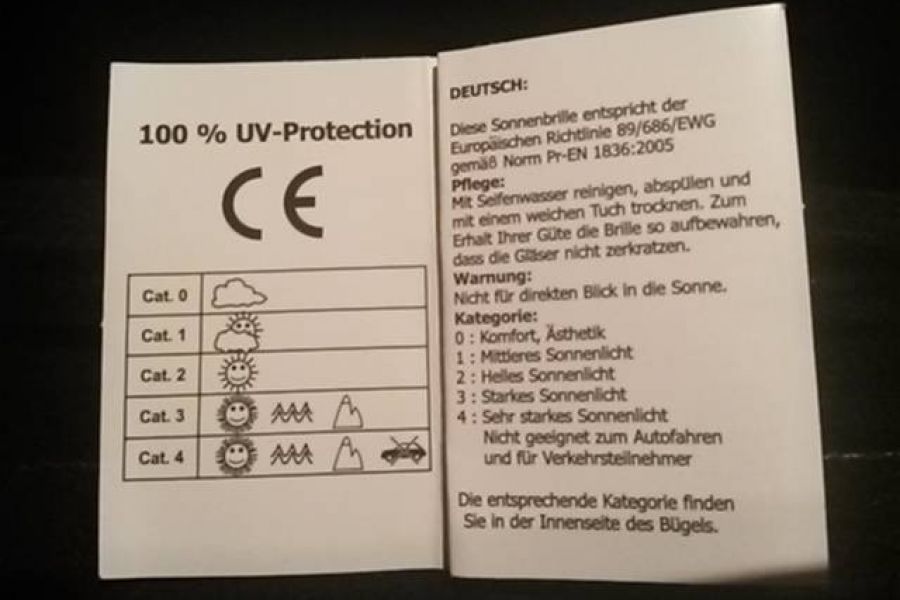 100 % UV-Protection
CE
Cat. 0
Cat. 1
Cat. 2
Cat. 3
Cat. 4
DEUTSCH:
Diese Sonnenbrille entspricht der
Europäischen Richtlinie 89/686/EWG
gemäß Norm Pr-EN 1836:2005
Pflege:
Mit Seifenwasser reinigen, abspülen und
mit einem weichen Tuch trocknen. Zum
Erhalt Ihrer Güte die Brille so aufbewahren,
dass die Gläser nicht zerkratzen.
Warnung:
Nicht für direkten Blick in die Sonne.
Kategorie:
0 : Komfort, Ästhetik
1 : Mittleres Sonnenlicht
2 : Helles Sonnenlicht
3 : Starkes Sonnenlicht
4 : Sehr starkes Sonnenlicht
Nicht geeignet zum Autofahren
und für Verkehrsteilnehmer
Die entsprechende Kategorie finden
Sie in der Innenseite des Bügels.